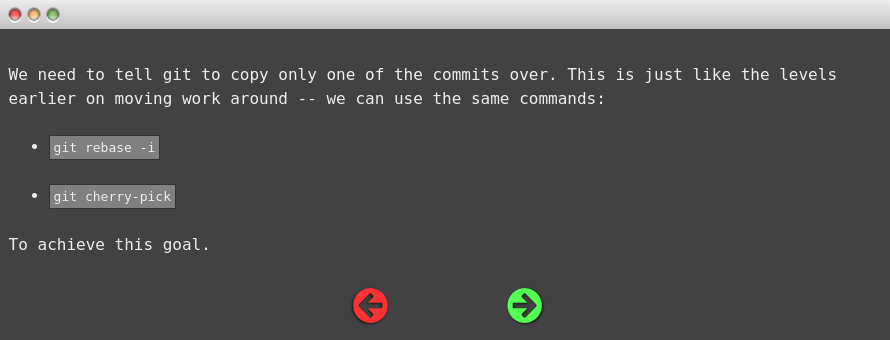 We need to tell git to copy only one of the commits over. This is just like the levels
earlier on moving work around -- we can use the same commands:
• git rebase -i
• git cherry-pick
To achieve this goal.